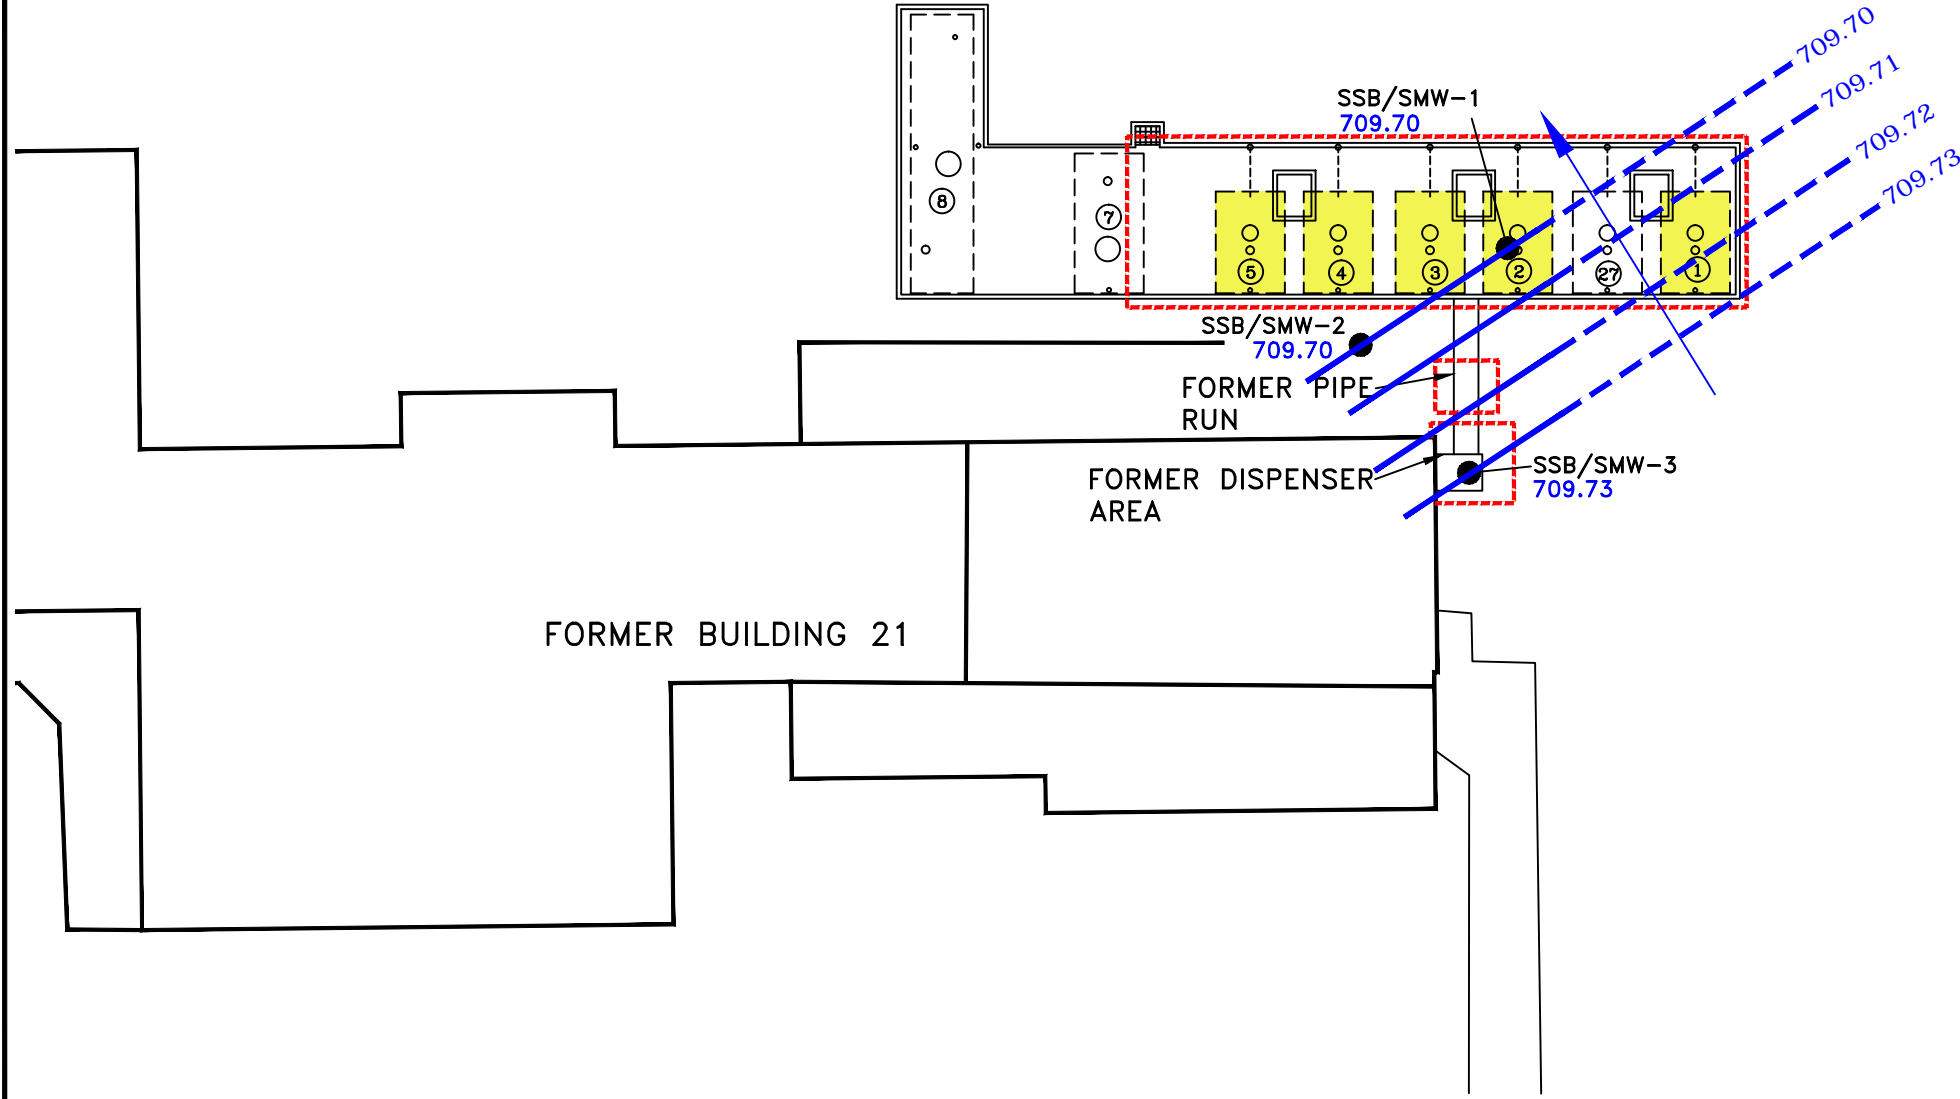 709.70
709.71
709.72
709.73
SSB/SMW-1
709.70
8
7
5
4
3
2
27
1
SSB/SMW-2
709.70
FORMER PIPE
RUN
FORMER DISPENSER
AREA
SSB/SMW-3
709.73
FORMER BUILDING 21